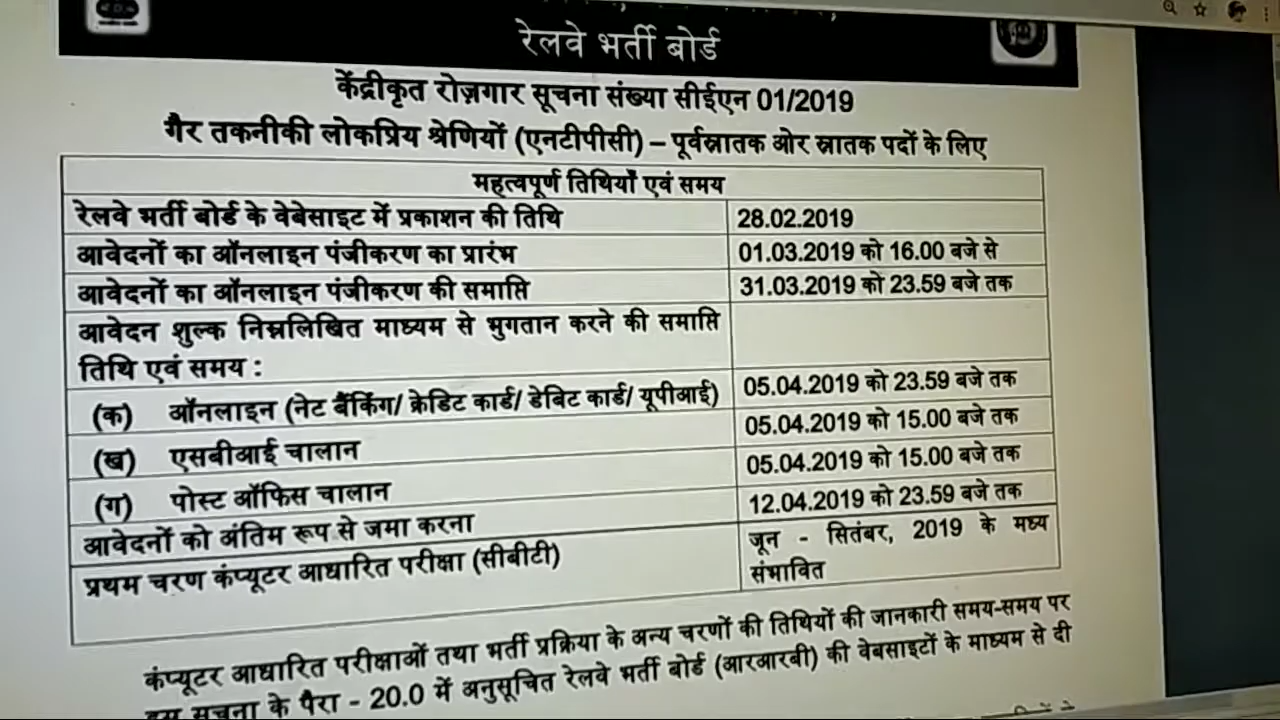 रेलवे भर्ती बोर्ड
केंद्रीकृत रोज़गार सूचना संख्या सीईएन 01/2019
गैर तकनीकी लोकप्रिय श्रेणियों (एनटीपीसी) – पूर्वस्नातक ओर स्नातक पदों के लिए
महत्वपूर्ण तिथियाँ एवं समय
रेलवे भर्ती बोर्ड के वेबेसाइट में प्रकाशन की तिथि 28.02.2019
आवेदनों का ऑनलाइन पंजीकरण का प्रारंभ 01.03.2019 को 16.00 बजे से
आवेदनों का ऑनलाइन पंजीकरण की समाप्ति 31.03.2019 को 23.59 बजे तक
आवेदन शुल्क निम्नलिखित माध्यम से भुगतान करने की समाप्ति
तिथि एवं समय :
(क) ऑनलाइन (नेट बैंकिंग/ क्रेडिट कार्ड/ डेबिट कार्ड/ यूपीआई) 05.04.2019 को 23.59 बजे तक
(ख) एसबीआई चालान 05.04.2019 को 15.00 बजे तक
(ग) पोस्ट ऑफिस चालान 05.04.2019 को 15.00 बजे तक
आवेदनों को अंतिम रूप से जमा करना 12.04.2019 को 23.59 बजे तक
प्रथम चरण कंप्यूटर आधारित परीक्षा (सीबीटी) जून - सितंबर, 2019 के मध्य
संभावित
कंप्यूटर आधारित परीक्षाओं तथा भर्ती प्रक्रिया के अन्य चरणों की तिथियों की जानकारी समय-समय पर
इस सूचना के पैरा - 20.0 में अनुसूचित रेलवे भर्ती बोर्ड (आरआरबी) की वेबसाइटों के माध्यम से दी